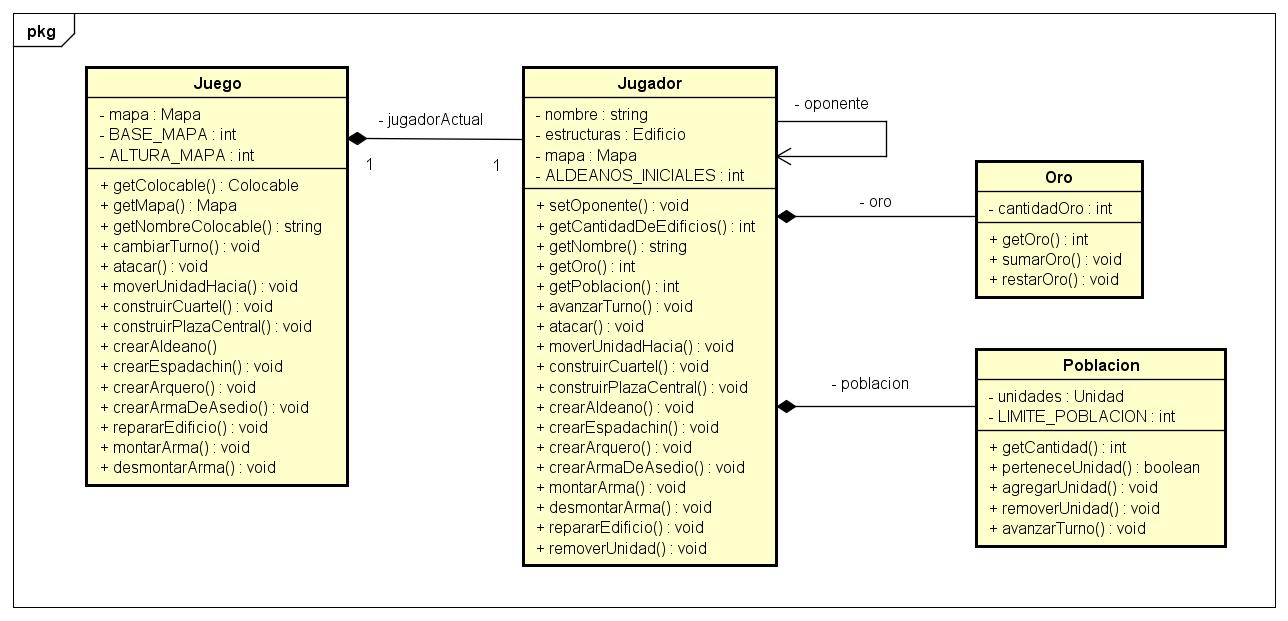 pkg
Juego
- mapa : Mapa
- BASE_MAPA : int
- ALTURA_MAPA : int
+ getColocable() : Colocable
+ getMapa() : Mapa
+ getNombreColocable() : string
+ cambiarTurno() : void
+ atacar() : void
+ moverUnidadHacia() : void
+ construirCuartel() : void
+ construirPlazaCentral() : void
+ crearAldeano()
+ crearEspadachin() : void
+ crearArquero() : void
+ crearArmaDeAsedio() : void
+ repararEdificio() : void
+ montarArma() : void
+ desmontarArma() : void
- jugadorActual
1
1
Jugador
- nombre : string
- estructuras : Edificio
- mapa : Mapa
- ALDEANOS_INICIALES : int
+ setOponente() : void
+ getCantidadDeEdificios() : int
+ getNombre() : string
+ getOro() : int
+ getPoblacion() : int
+ avanzarTurno() : void
+ atacar() : void
+ moverUnidadHacia() : void
+ construirCuartel() : void
+ construirPlazaCentral() : void
+ crearAldeano() : void
+ crearEspadachin() : void
+ crearArquero() : void
+ crearArmaDeAsedio() : void
+ montarArma() : void
+ desmontarArma() : void
+ repararEdificio() : void
+ removerUnidad() : void
- oponente
- oro
Oro
- cantidadOro : int
+ getOro() : int
+ sumarOro() : void
+ restarOro() : void
- poblacion
Poblacion
- unidades : Unidad
- LIMITE_POBLACION : int
+ getCantidad() : int
+ perteneceUnidad() : boolean
+ agregarUnidad() : void
+ removerUnidad() : void
+ avanzarTurno() : void